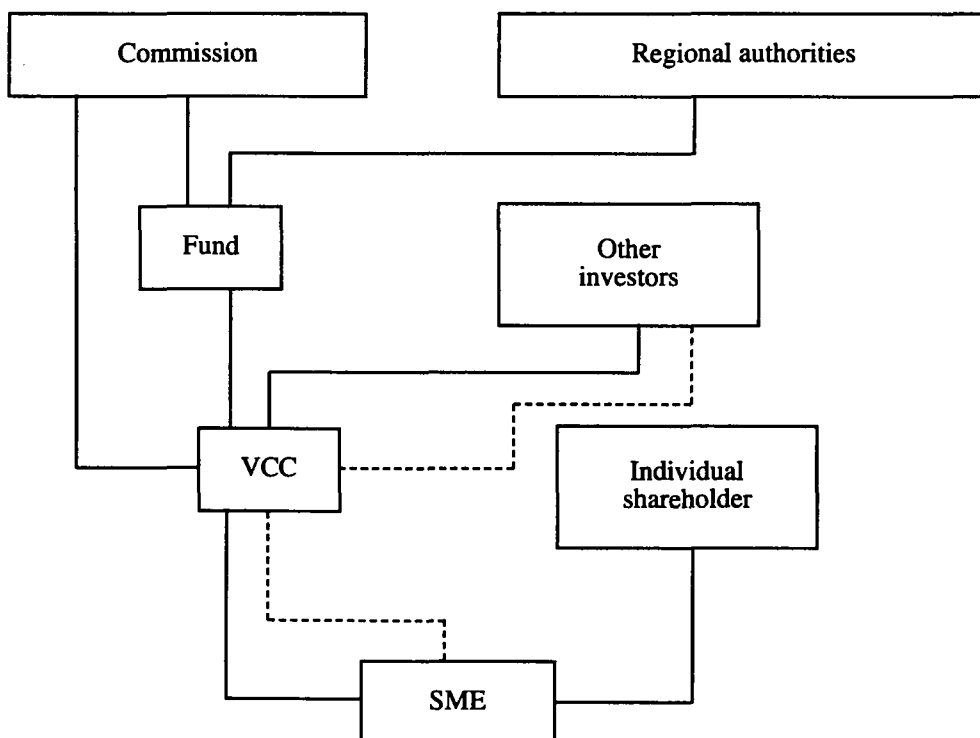 Commission
Regional authorities
Fund
Other
investors
VCC
Individual
shareholder
SME